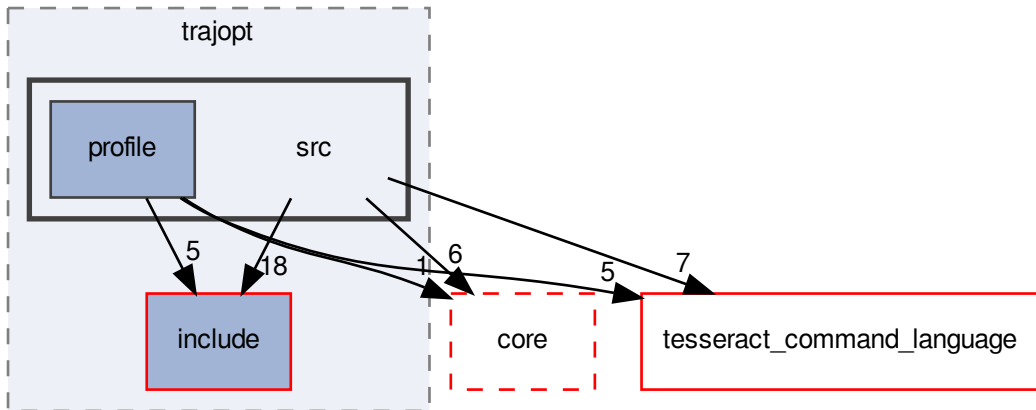 trajopt
profile
src
5
18
1
6
5
7
include
core
tesseract_command_language